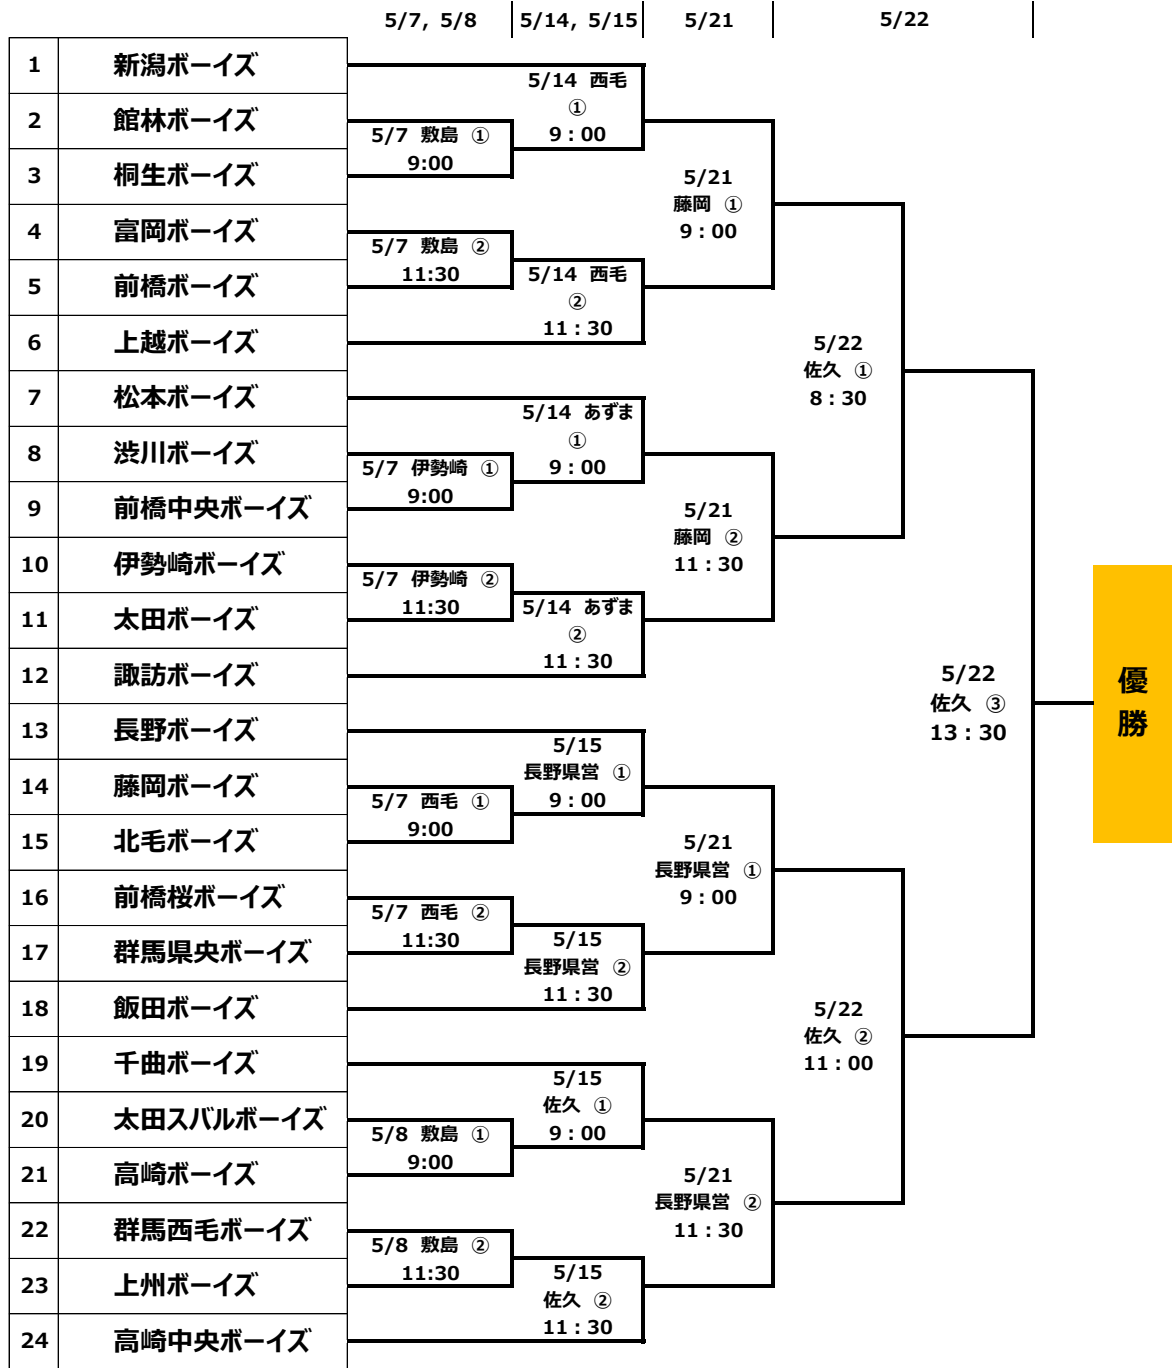 5/7, 5/8 5/14, 5/15 5/21 5/22
1 新潟ボーイズ
2 館林ボーイズ
3 桐生ボーイズ
4 富岡ボーイズ
5 前橋ボーイズ
6 上越ボーイズ
7 松本ボーイズ
8 渋川ボーイズ
9 前橋中央ボーイズ
10 伊勢崎ボーイズ
11 太田ボーイズ
12 諏訪ボーイズ
13 長野ボーイズ
14 藤岡ボーイズ
15 北毛ボーイズ
16 前橋桜ボーイズ
17 群馬県央ボーイズ
18 飯田ボーイズ
19 千曲ボーイズ
20 太田スバルボーイズ
21 高崎ボーイズ
22 群馬西毛ボーイズ
23 上州ボーイズ
24 高崎中央ボーイズ
5/7 敷島 ①
9:00
5/7 敷島 ②
11:30
5/7 伊勢崎 ①
9:00
5/7 伊勢崎 ②
11:30
5/7 西毛 ①
9:00
5/7 西毛 ②
11:30
5/8 敷島 ①
9:00
5/8 敷島 ②
11:30
5/14 西毛
①
9：00
5/14 西毛
②
11：30
5/14 あずま
①
9：00
5/14 あずま
②
11：30
5/15
長野県営 ①
9：00
5/15
長野県営 ②
11：30
5/15
佐久 ①
9：00
5/15
佐久 ②
11：30
5/21
藤岡 ①
9：00
5/21
藤岡 ②
11：30
5/21
長野県営 ①
9：00
5/21
長野県営 ②
11：30
5/22
佐久 ①
8：30
5/22
佐久 ②
11：00
5/22
佐久 ③
13：30
優
勝